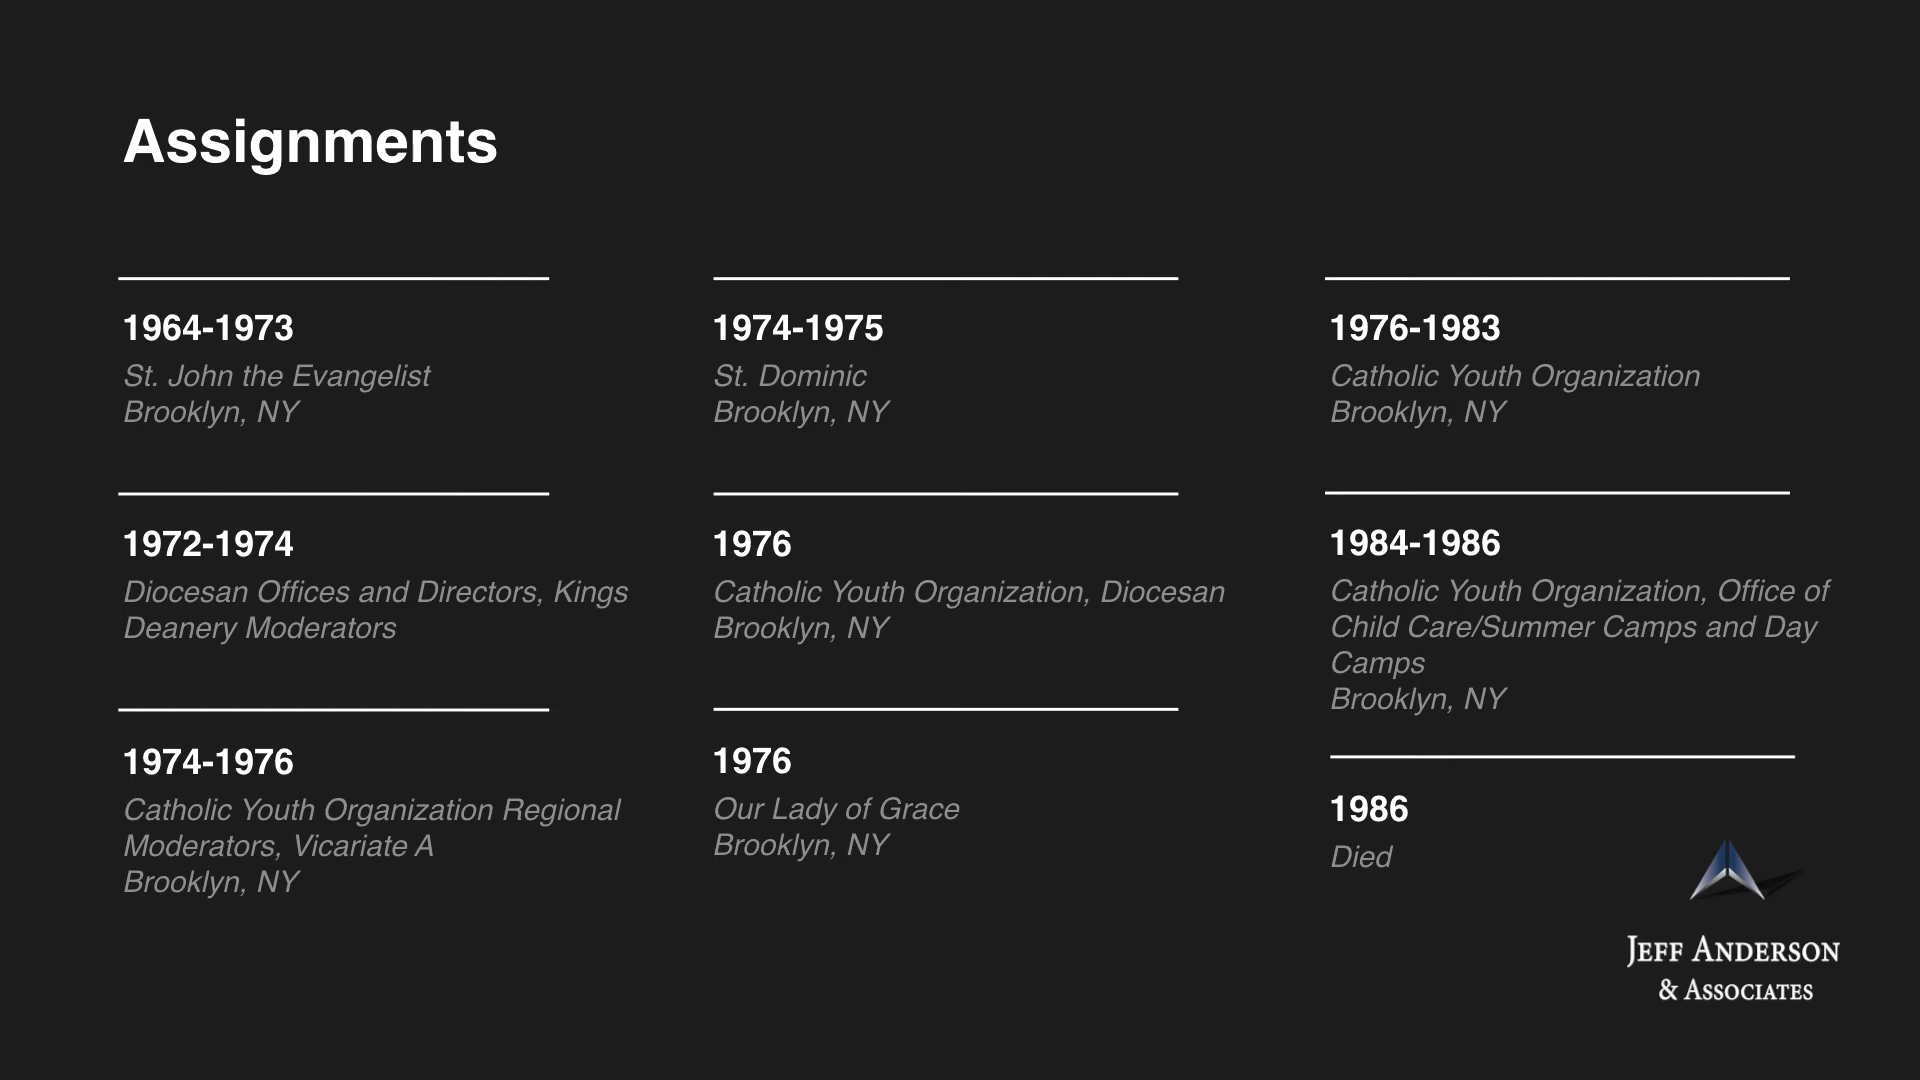 Assignments
1964-1973
St. John the Evangelist
Brooklyn, NY
1972-1974
Diocesan Offices and Directors, Kings
Deanery Moderators
1974-1976
Catholic Youth Organization Regional
Moderators, Vicariate A
Brooklyn, NY
1974-1975
St. Dominic
Brooklyn, NY
1976
Catholic Youth Organization, Diocesan
Brooklyn, NY
1976
Our Lady of Grace
Brooklyn, NY
1976-1983
Catholic Youth Organization
Brooklyn, NY
1984-1986
Catholic Youth Organization, Office of
Child Care/Summer Camps and Day
Camps
Brooklyn, NY
1986
Died
JEFF ANDERSON
& ASSOCIATES